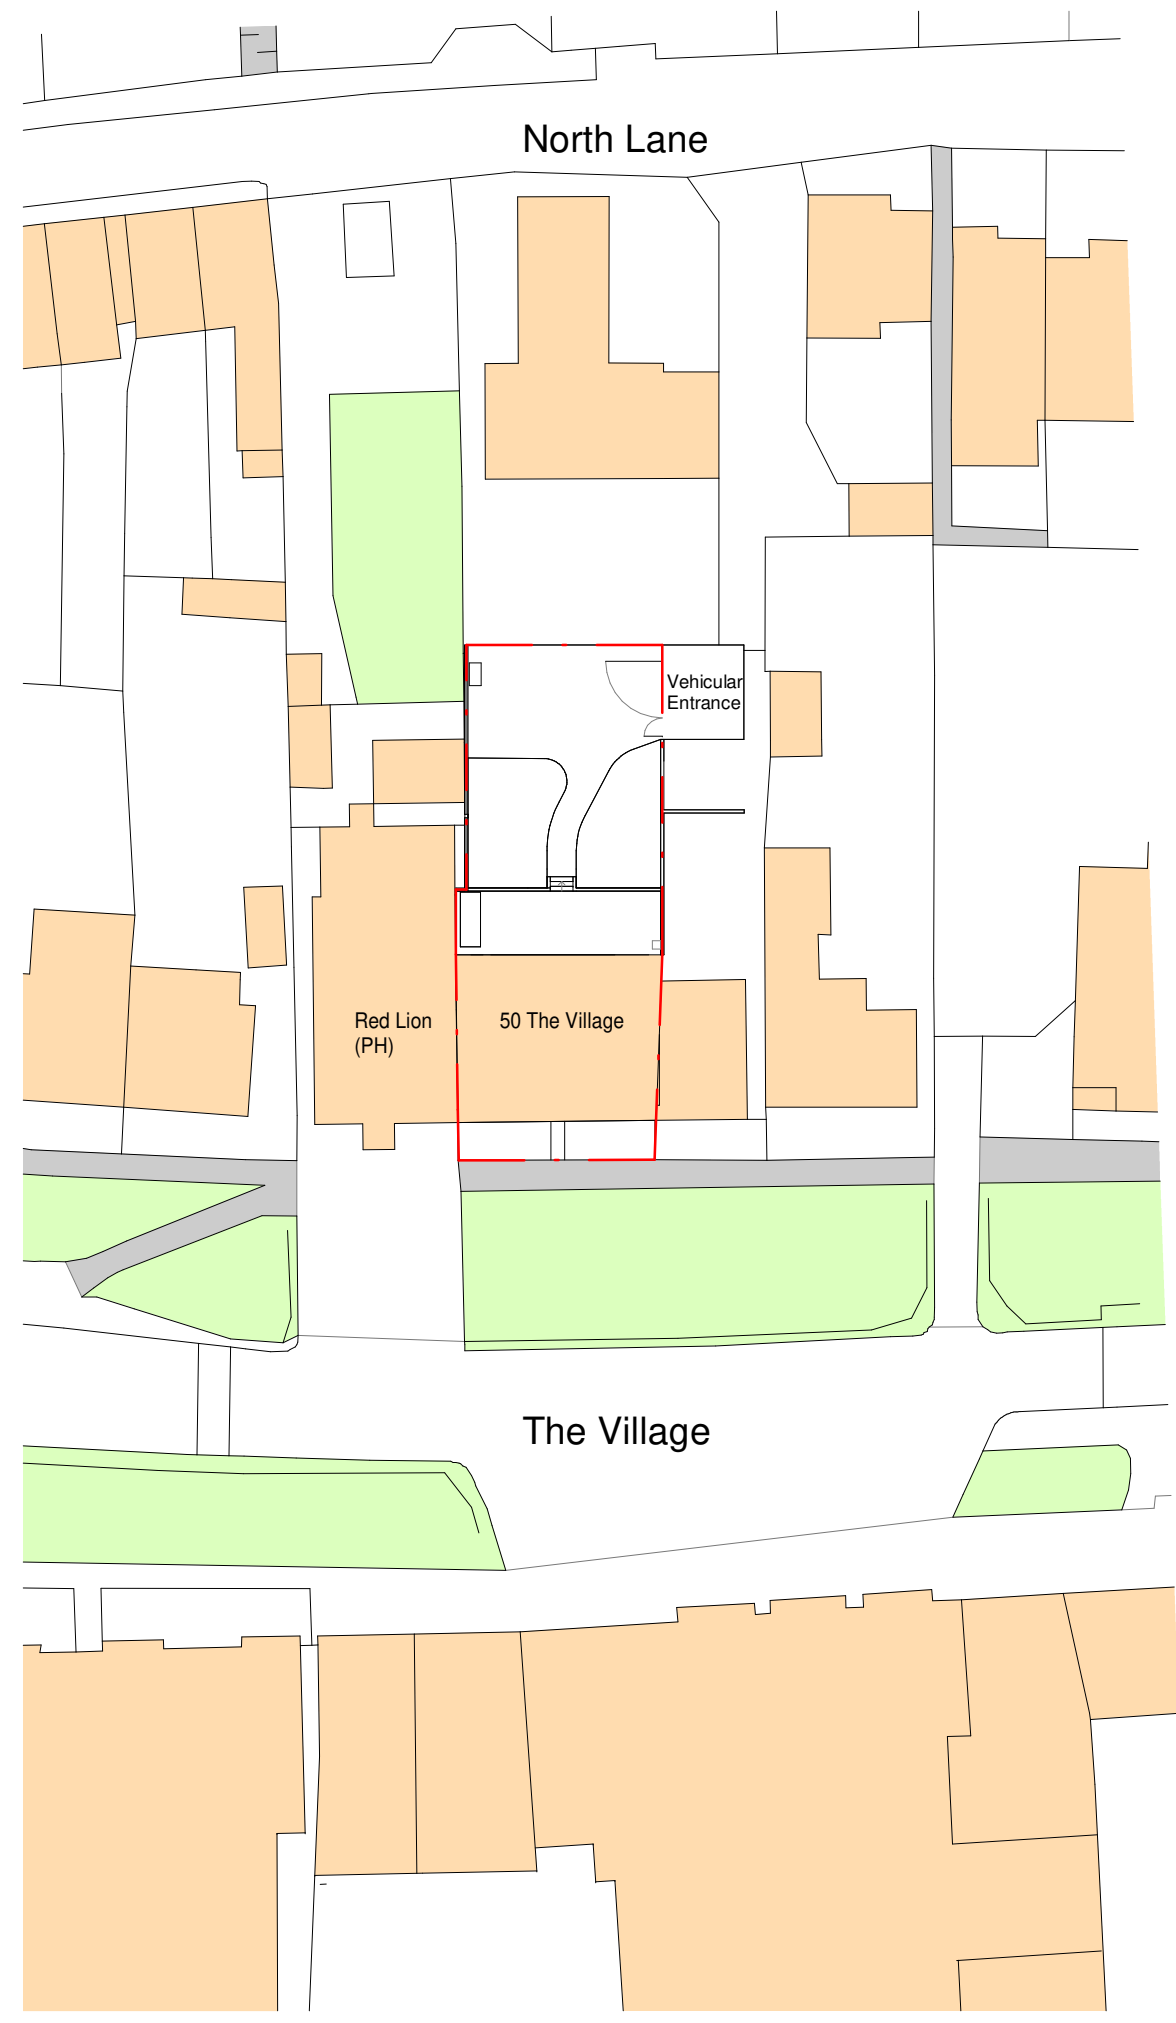 North Lane
Vehicular
Entrance
Red Lion
(PH)
50 The Village
The Village